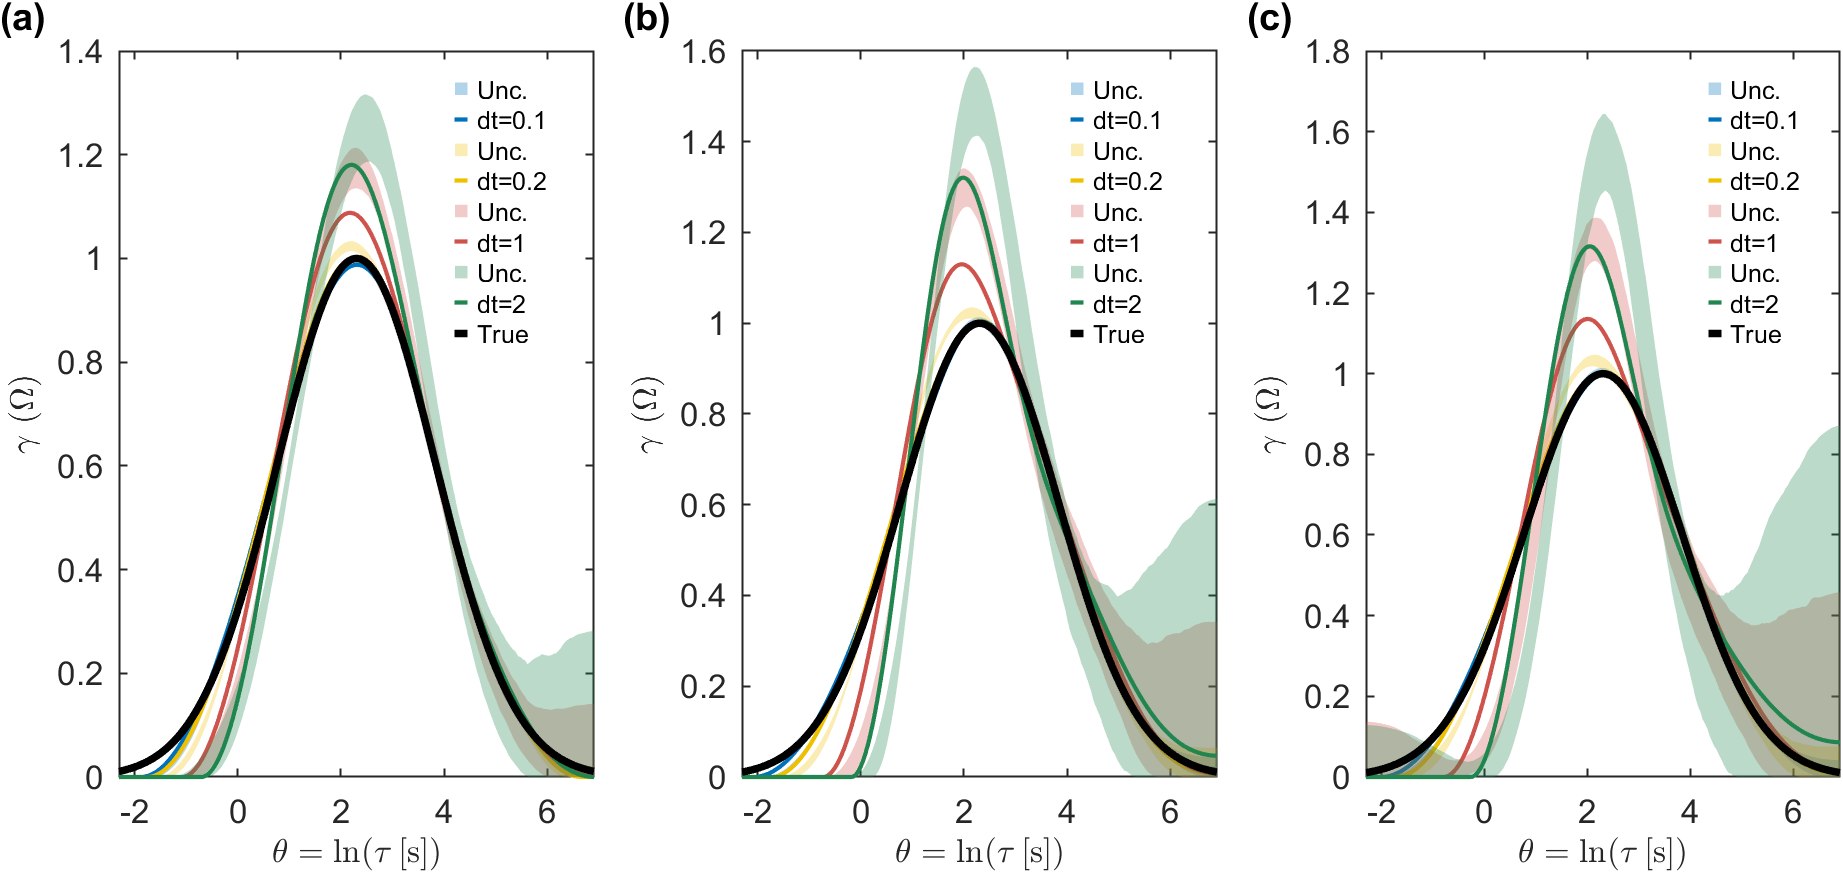 (a)
1.4
1.2
1
0.8
0.6
0.4
0.2
0
-2 0 2 4 6
γ (Ω)
θ = ln(τ [s])
Unc.
dt=0.1
Unc.
dt=0.2
Unc.
dt=1
Unc.
dt=2
True
(b)
1.6
1.4
1.2
1
0.8
0.6
0.4
0.2
0
-2 0 2 4 6
γ (Ω)
θ = ln(τ [s])
Unc.
dt=0.1
Unc.
dt=0.2
Unc.
dt=1
Unc.
dt=2
True
(c)
1.8
1.6
1.4
1.2
1
0.8
0.6
0.4
0.2
0
-2 0 2 4 6
γ (Ω)
θ = ln(τ [s])
Unc.
dt=0.1
Unc.
dt=0.2
Unc.
dt=1
Unc.
dt=2
True